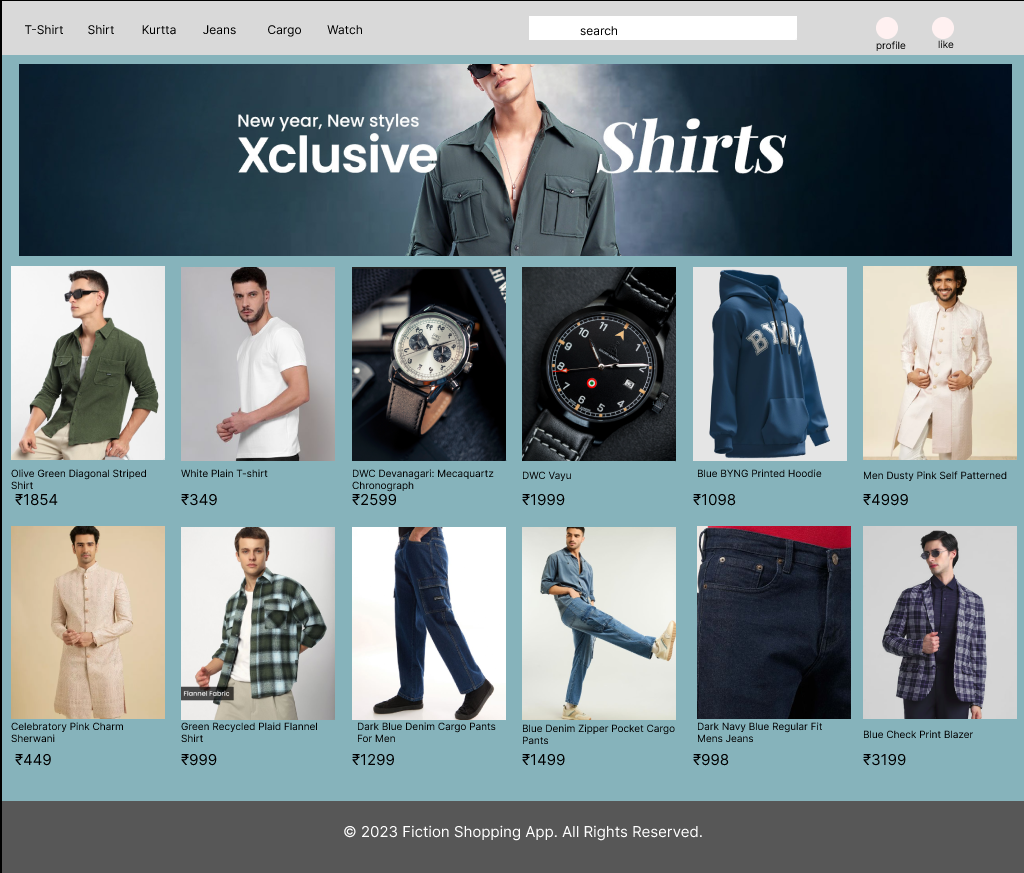 T-Shirt Shirt Kurtta Jeans Cargo Watch search profile like
New year, New styles
Xclusive Shirts
BYNG
Olive Green Diagonal Striped
Shirt
₹1854
White Plain T-shirt
₹349
DWC Devanagari: Mecaquartz
Chronograph
₹2599
DWC Vayu
₹1999
Blue BYNG Printed Hoodie
₹1098
Men Dusty Pink Self Patterned
₹4999
Flannel Fabric
Celebratory Pink Charm
Sherwani
₹449
Green Recycled Plaid Flannel
Shirt
₹999
Dark Blue Denim Cargo Pants
For Men
₹1299
Blue Denim Zipper Pocket Cargo
Pants
₹1499
Dark Navy Blue Regular Fit
Mens Jeans
₹998
Blue Check Print Blazer
₹3199
© 2023 Fiction Shopping App. All Rights Reserved.